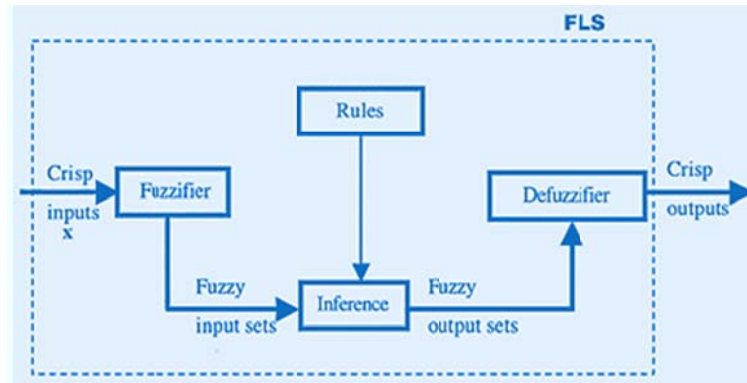 FLS
Rules
Crisp
inputs
x
Fuzzifier
Fuzzy
input sets
Inference
Fuzzy
output sets
Defuzzifier
Crisp
outputs